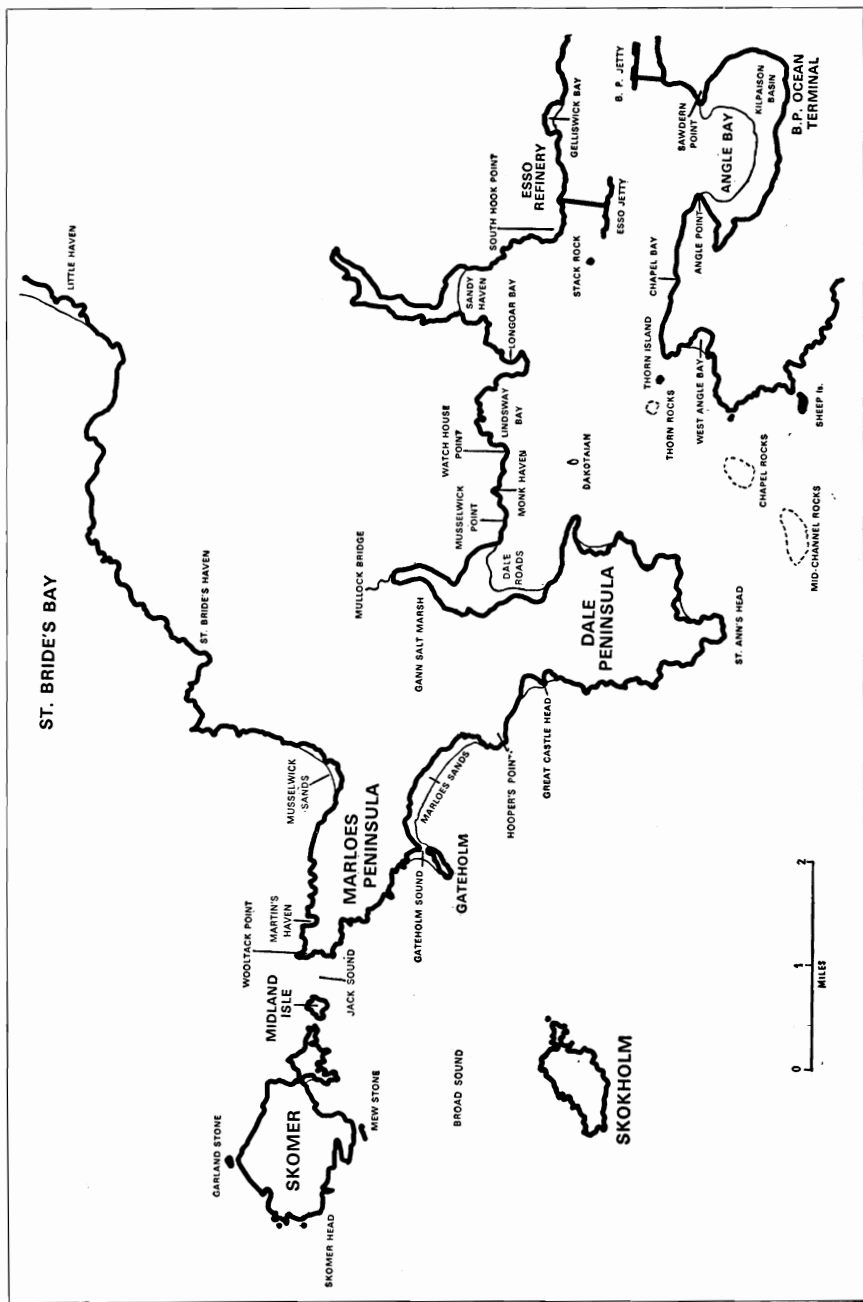 ST. BRIDE'S BAY
LITTLE HAVEN
ST. BRIDE'S HAVEN
MUSSELWICK
SANDS
WOOLTACK POINT
MARTIN'S
HAVEN
MARLOES
PENINSULA
MIDLAND
ISLE
JACK SOUND
GARLAND STONE
SKOMER
SKOMER HEAD
MEW STONE
BROAD SOUND
SKOKHOLM
GATEHOLM SOUND
GATEHOLM
MARLOES SANDS
HOOPER'S POINT
GREAT CASTLE HEAD
MULLOCK BRIDGE
GANN SALT MARSH
DALE
ROADS
DALE
PENINSULA
ST. ANN'S HEAD
MUSSELWICK
POINT
MONK HAVEN
WATCH HOUSE
POINT
LINDSWAY
BAY
LONGOAR BAY
SANDY
HAVEN
SOUTH HOOK POINT
ESSO
REFINERY
GELLISWICK BAY
STACK ROCK
ESSO JETTY
B. P. JETTY
DAKOTAIAN
THORN ISLAND
THORN ROCKS
WEST ANGLE BAY
CHAPEL BAY
ANGLE POINT
SAWDERN
POINT
ANGLE BAY
KILPAISON
BASIN
B.P. OCEAN
TERMINAL
CHAPEL ROCKS
SHEEP Is.
MID-CHANNEL ROCKS
0 1 2
MILES